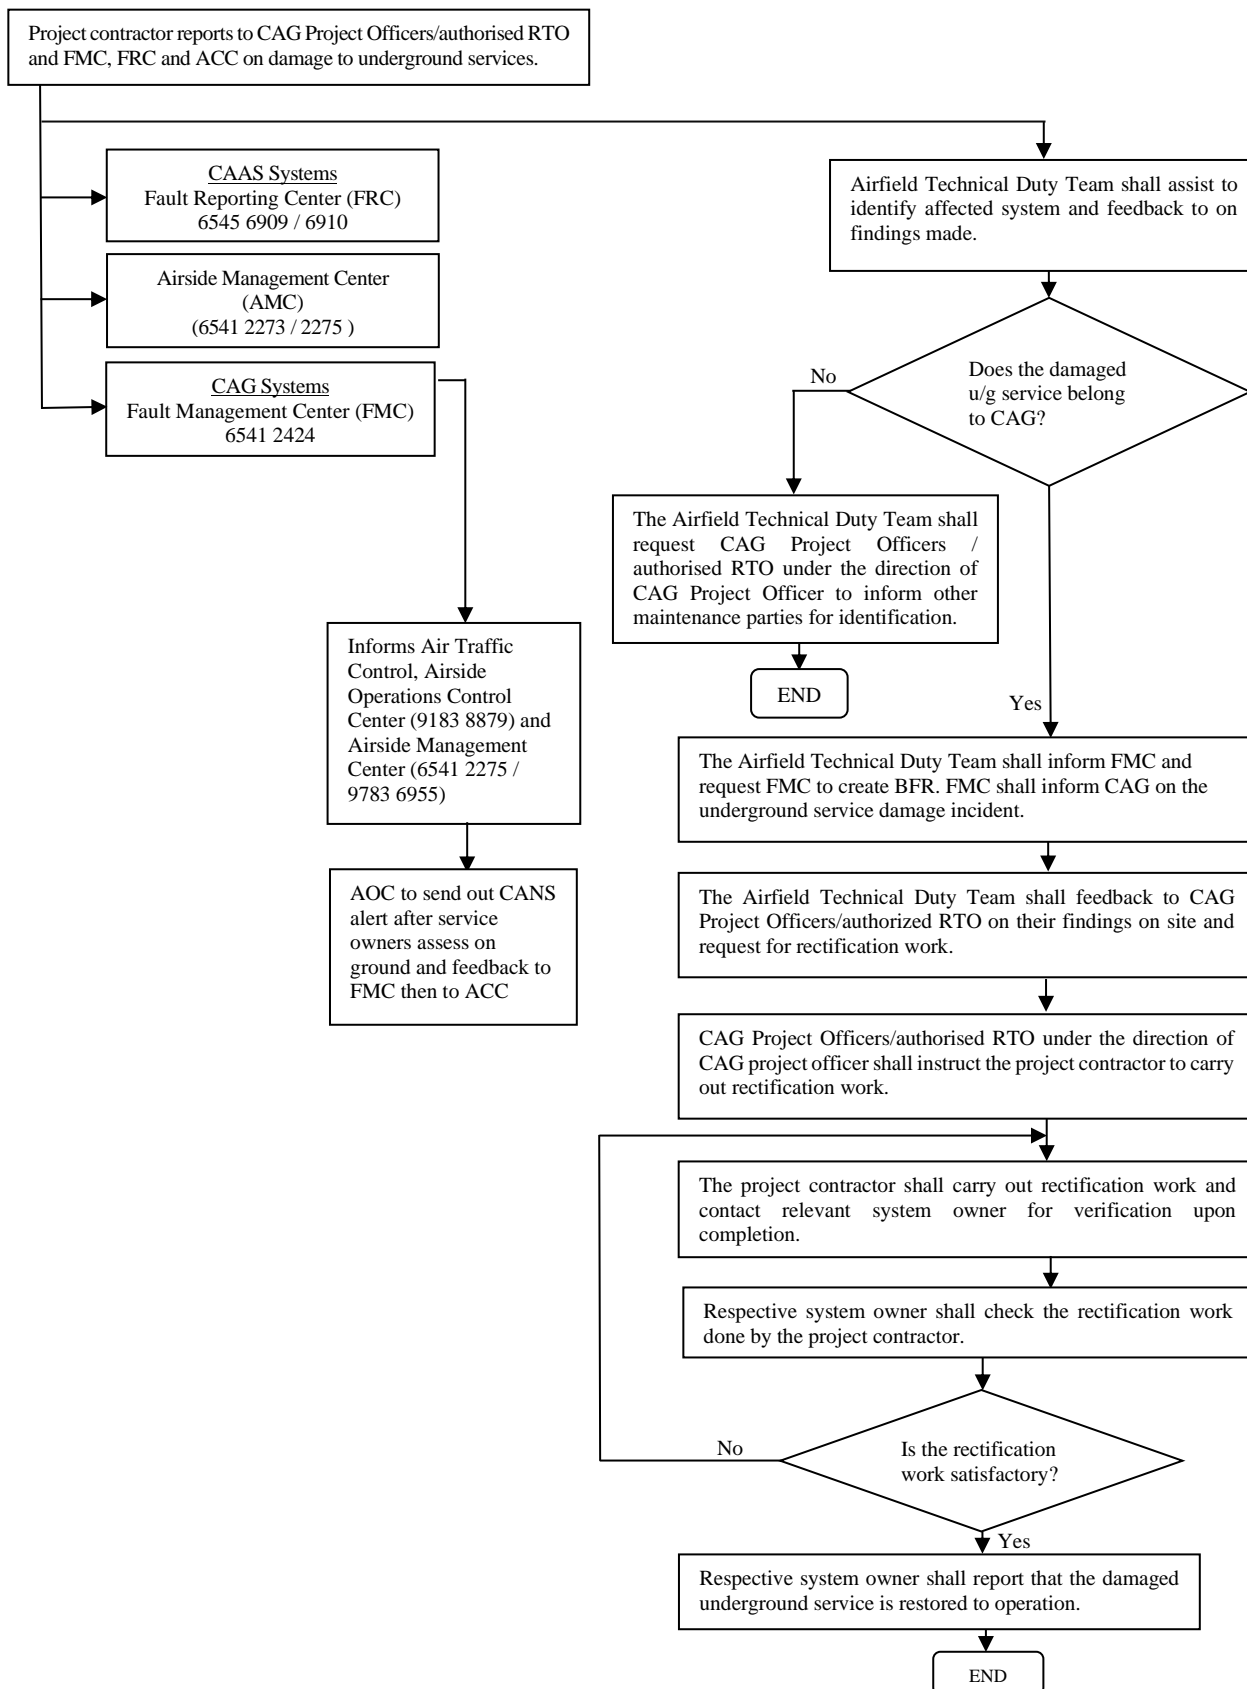 Project contractor reports to CAG Project Officers/authorised RTO
and FMC, FRC and ACC on damage to underground services.
CAAS Systems
Fault Reporting Center (FRC)
6545 6909 / 6910
Airside Management Center
(AMC)
(6541 2273 / 2275 )
CAG Systems
Fault Management Center (FMC)
6541 2424
Informs Air Traffic
Control, Airside
Operations Control
Center (9183 8879) and
Airside Management
Center (6541 2275 /
9783 6955)
AOC to send out CANS
alert after service
owners assess on
ground and feedback to
FMC then to ACC
Airfield Technical Duty Team shall assist to
identify affected system and feedback to on
findings made.
Does the damaged
u/g service belong
to CAG?
No
The Airfield Technical Duty Team shall
request CAG Project Officers /
authorised RTO under the direction of
CAG Project Officer to inform other
maintenance parties for identification.
END
Yes
The Airfield Technical Duty Team shall inform FMC and
request FMC to create BFR. FMC shall inform CAG on the
underground service damage incident.
The Airfield Technical Duty Team shall feedback to CAG
Project Officers/authorized RTO on their findings on site and
request for rectification work.
CAG Project Officers/authorised RTO under the direction of
CAG project officer shall instruct the project contractor to carry
out rectification work.
The project contractor shall carry out rectification work and
contact relevant system owner for verification upon
completion.
Respective system owner shall check the rectification work
done by the project contractor.
Is the rectification
work satisfactory?
No
Yes
Respective system owner shall report that the damaged
underground service is restored to operation.
END